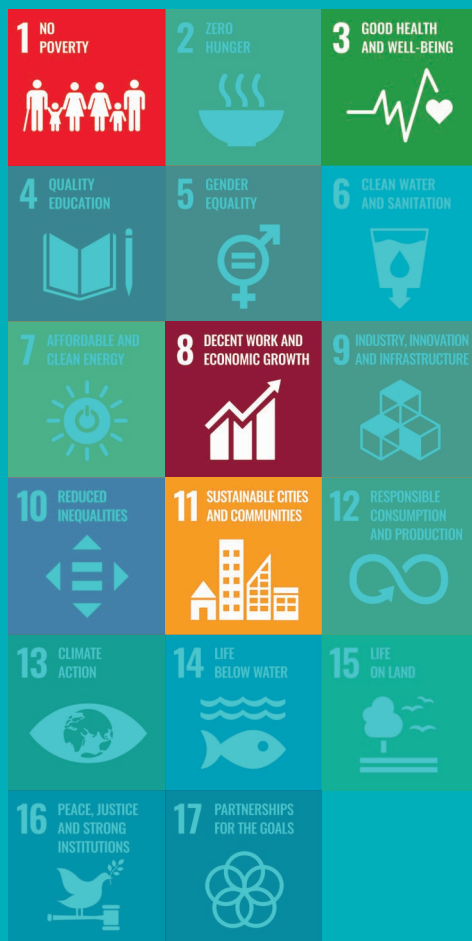 1 NO
POVERTY
2 ZERO
HUNGER
3 GOOD HEALTH
AND WELL-BEING
4 QUALITY
EDUCATION
5 GENDER
EQUALITY
6 CLEAN WATER
AND SANITATION
7 AFFORDABLE AND
CLEAN ENERGY
8 DECENT WORK AND
ECONOMIC GROWTH
9 INDUSTRY, INNOVATION
AND INFRASTRUCTURE
10 REDUCED
INEQUALITIES
11 SUSTAINABLE CITIES
AND COMMUNITIES
12 RESPONSIBLE
CONSUMPTION
AND PRODUCTION
13 CLIMATE
ACTION
14 LIFE
BELOW WATER
15 LIFE
ON LAND
16 PEACE, JUSTICE
AND STRONG
INSTITUTIONS
17 PARTNERSHIPS
FOR THE GOALS